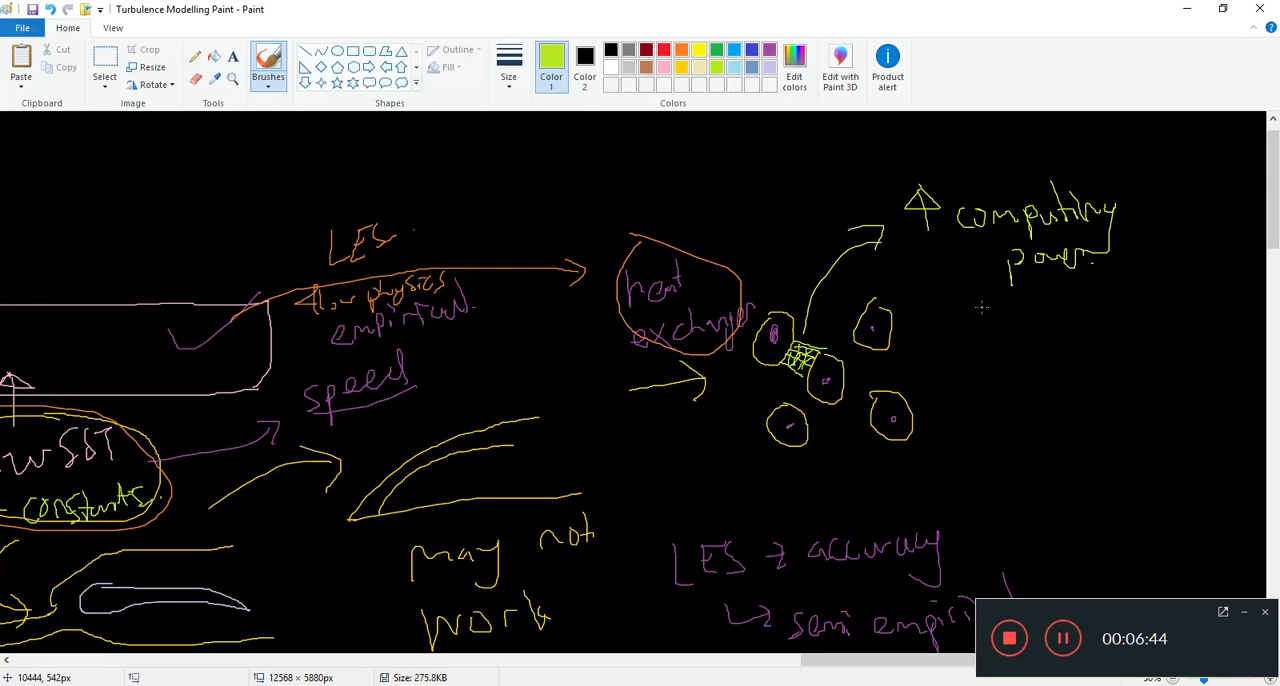 Turbulence Modelling Paint - Paint
File Home View
Paste Cut Copy Clipboard
Select Crop Resize Rotate Image
Tools
Brushes
Outline Fill Shapes
Size
Color 1
Color 2
Edit colors
Colors
Edit with Paint 3D
Product alert
computing
power.
LES
flow physics
empirical
heat
exchanger
speed
w SST
constants
may not
work
LES → accuracy
semi empiri
00:06:44
10444, 542px
12568 × 5880px
Size: 275.8KB
50%